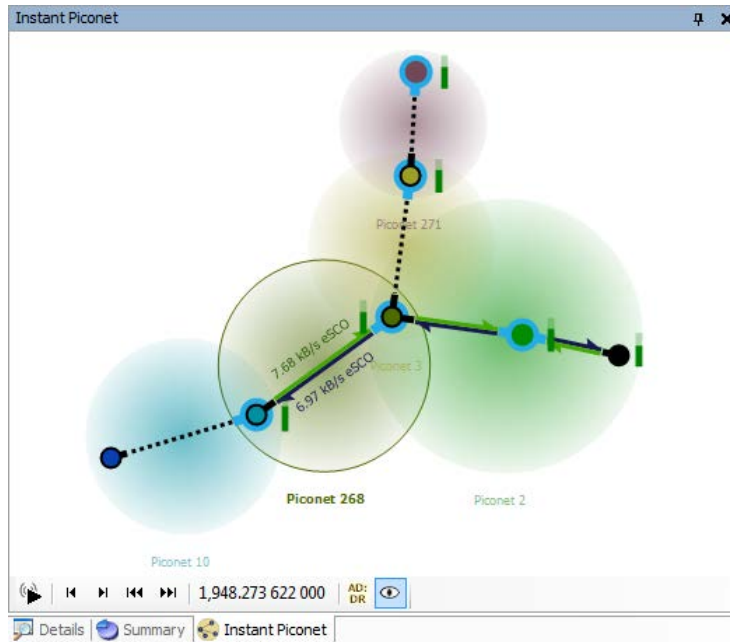 Instant Piconet
Piconet 271
7.68 kB/s eSCO
6.97 kB/s eSCO
Piconet 3
Piconet 268
Piconet 2
Piconet 10
1,948.273 622 000
AD:
DR
Details
Summary
Instant Piconet